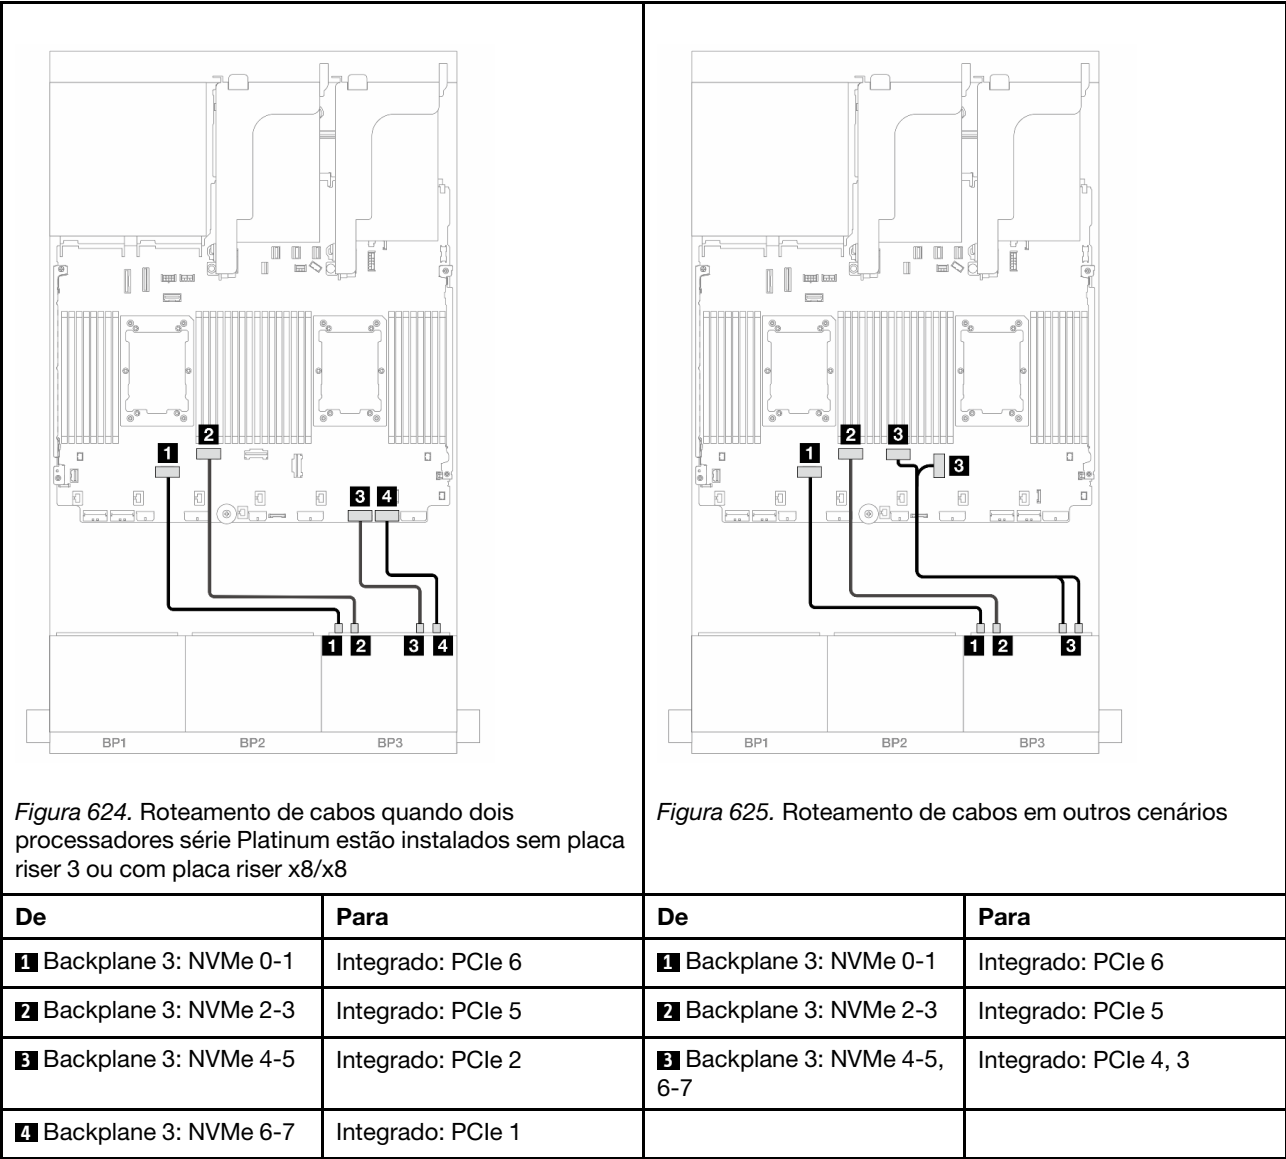 2
1
3
4
1
2
3
4
BP1
BP2
BP3
Figura 624. Roteamento de cabos quando dois
processadores série Platinum estão instalados sem placa
riser 3 ou com placa riser x8/x8
2
3
1
3
1
2
3
BP1
BP2
BP3
Figura 625. Roteamento de cabos em outros cenários
De
Para
De
Para
1 Backplane 3: NVMe 0-1
Integrado: PCIe 6
1 Backplane 3: NVMe 0-1
Integrado: PCIe 6
2 Backplane 3: NVMe 2-3
Integrado: PCIe 5
2 Backplane 3: NVMe 2-3
Integrado: PCIe 5
3 Backplane 3: NVMe 4-5
Integrado: PCIe 2
3 Backplane 3: NVMe 4-5,
6-7
Integrado: PCIe 4, 3
4 Backplane 3: NVMe 6-7
Integrado: PCIe 1